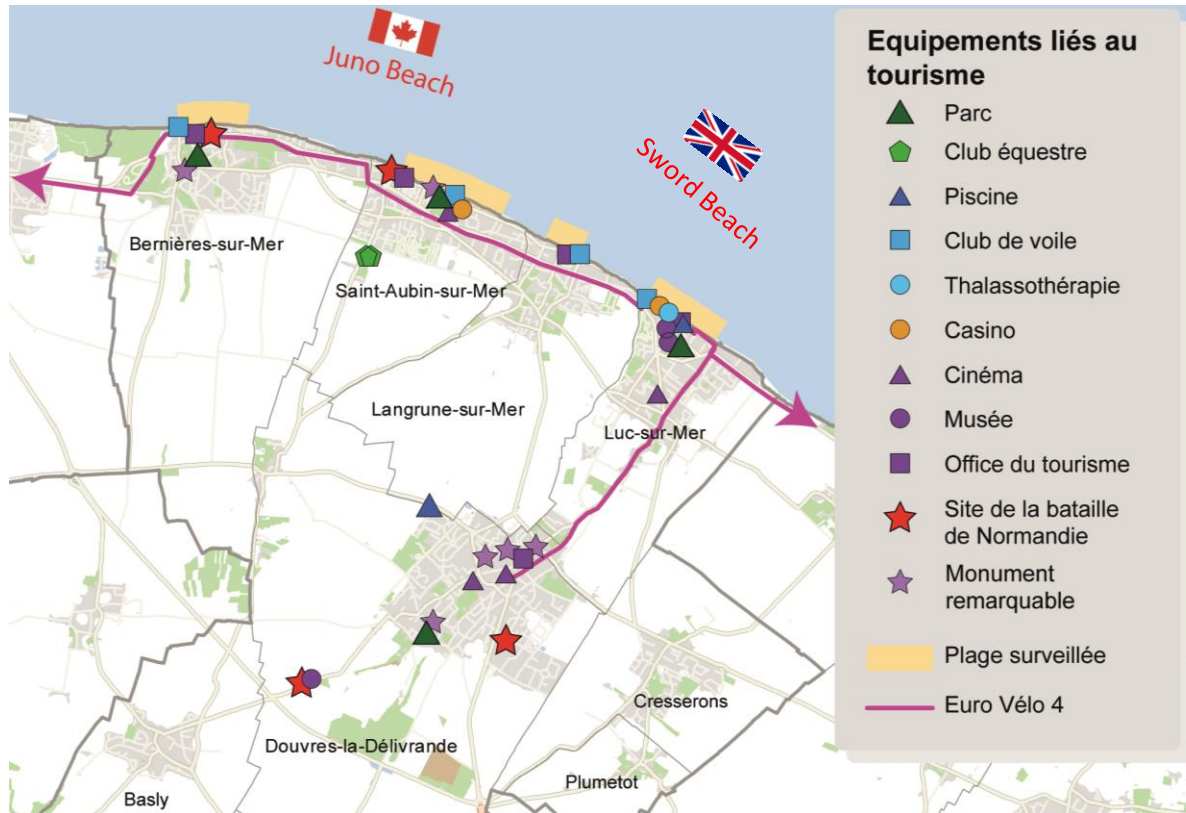 Juno Beach
Sword Beach
Bernières-sur-Mer
Saint-Aubin-sur-Mer
Langrune-sur-Mer
Luc-sur-Mer
Cresserons
Douvres-la-Délivrande
Plumetot
Basly
Equipements liés au
tourisme
Parc
Club équestre
Piscine
Club de voile
Thalassothérapie
Casino
Cinéma
Musée
Office du tourisme
Site de la bataille
de Normandie
Monument
remarquable
Plage surveillée
Euro Vélo 4